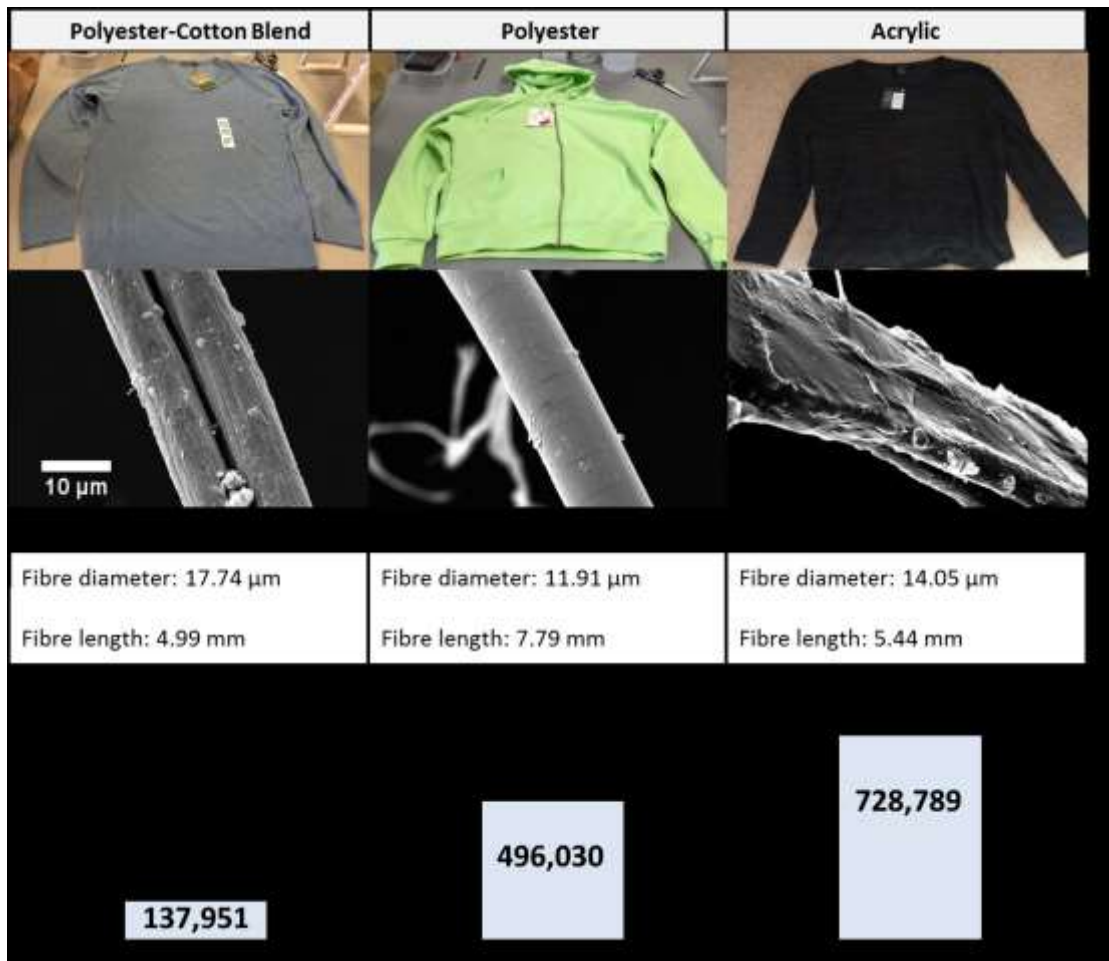 Polyester-Cotton Blend
Polyester
Acrylic
10 µm
Fibre diameter: 17.74 µm
Fibre length: 4.99 mm
Fibre diameter: 11.91 µm
Fibre length: 7.79 mm
Fibre diameter: 14.05 µm
Fibre length: 5.44 mm
137,951
496,030
728,789